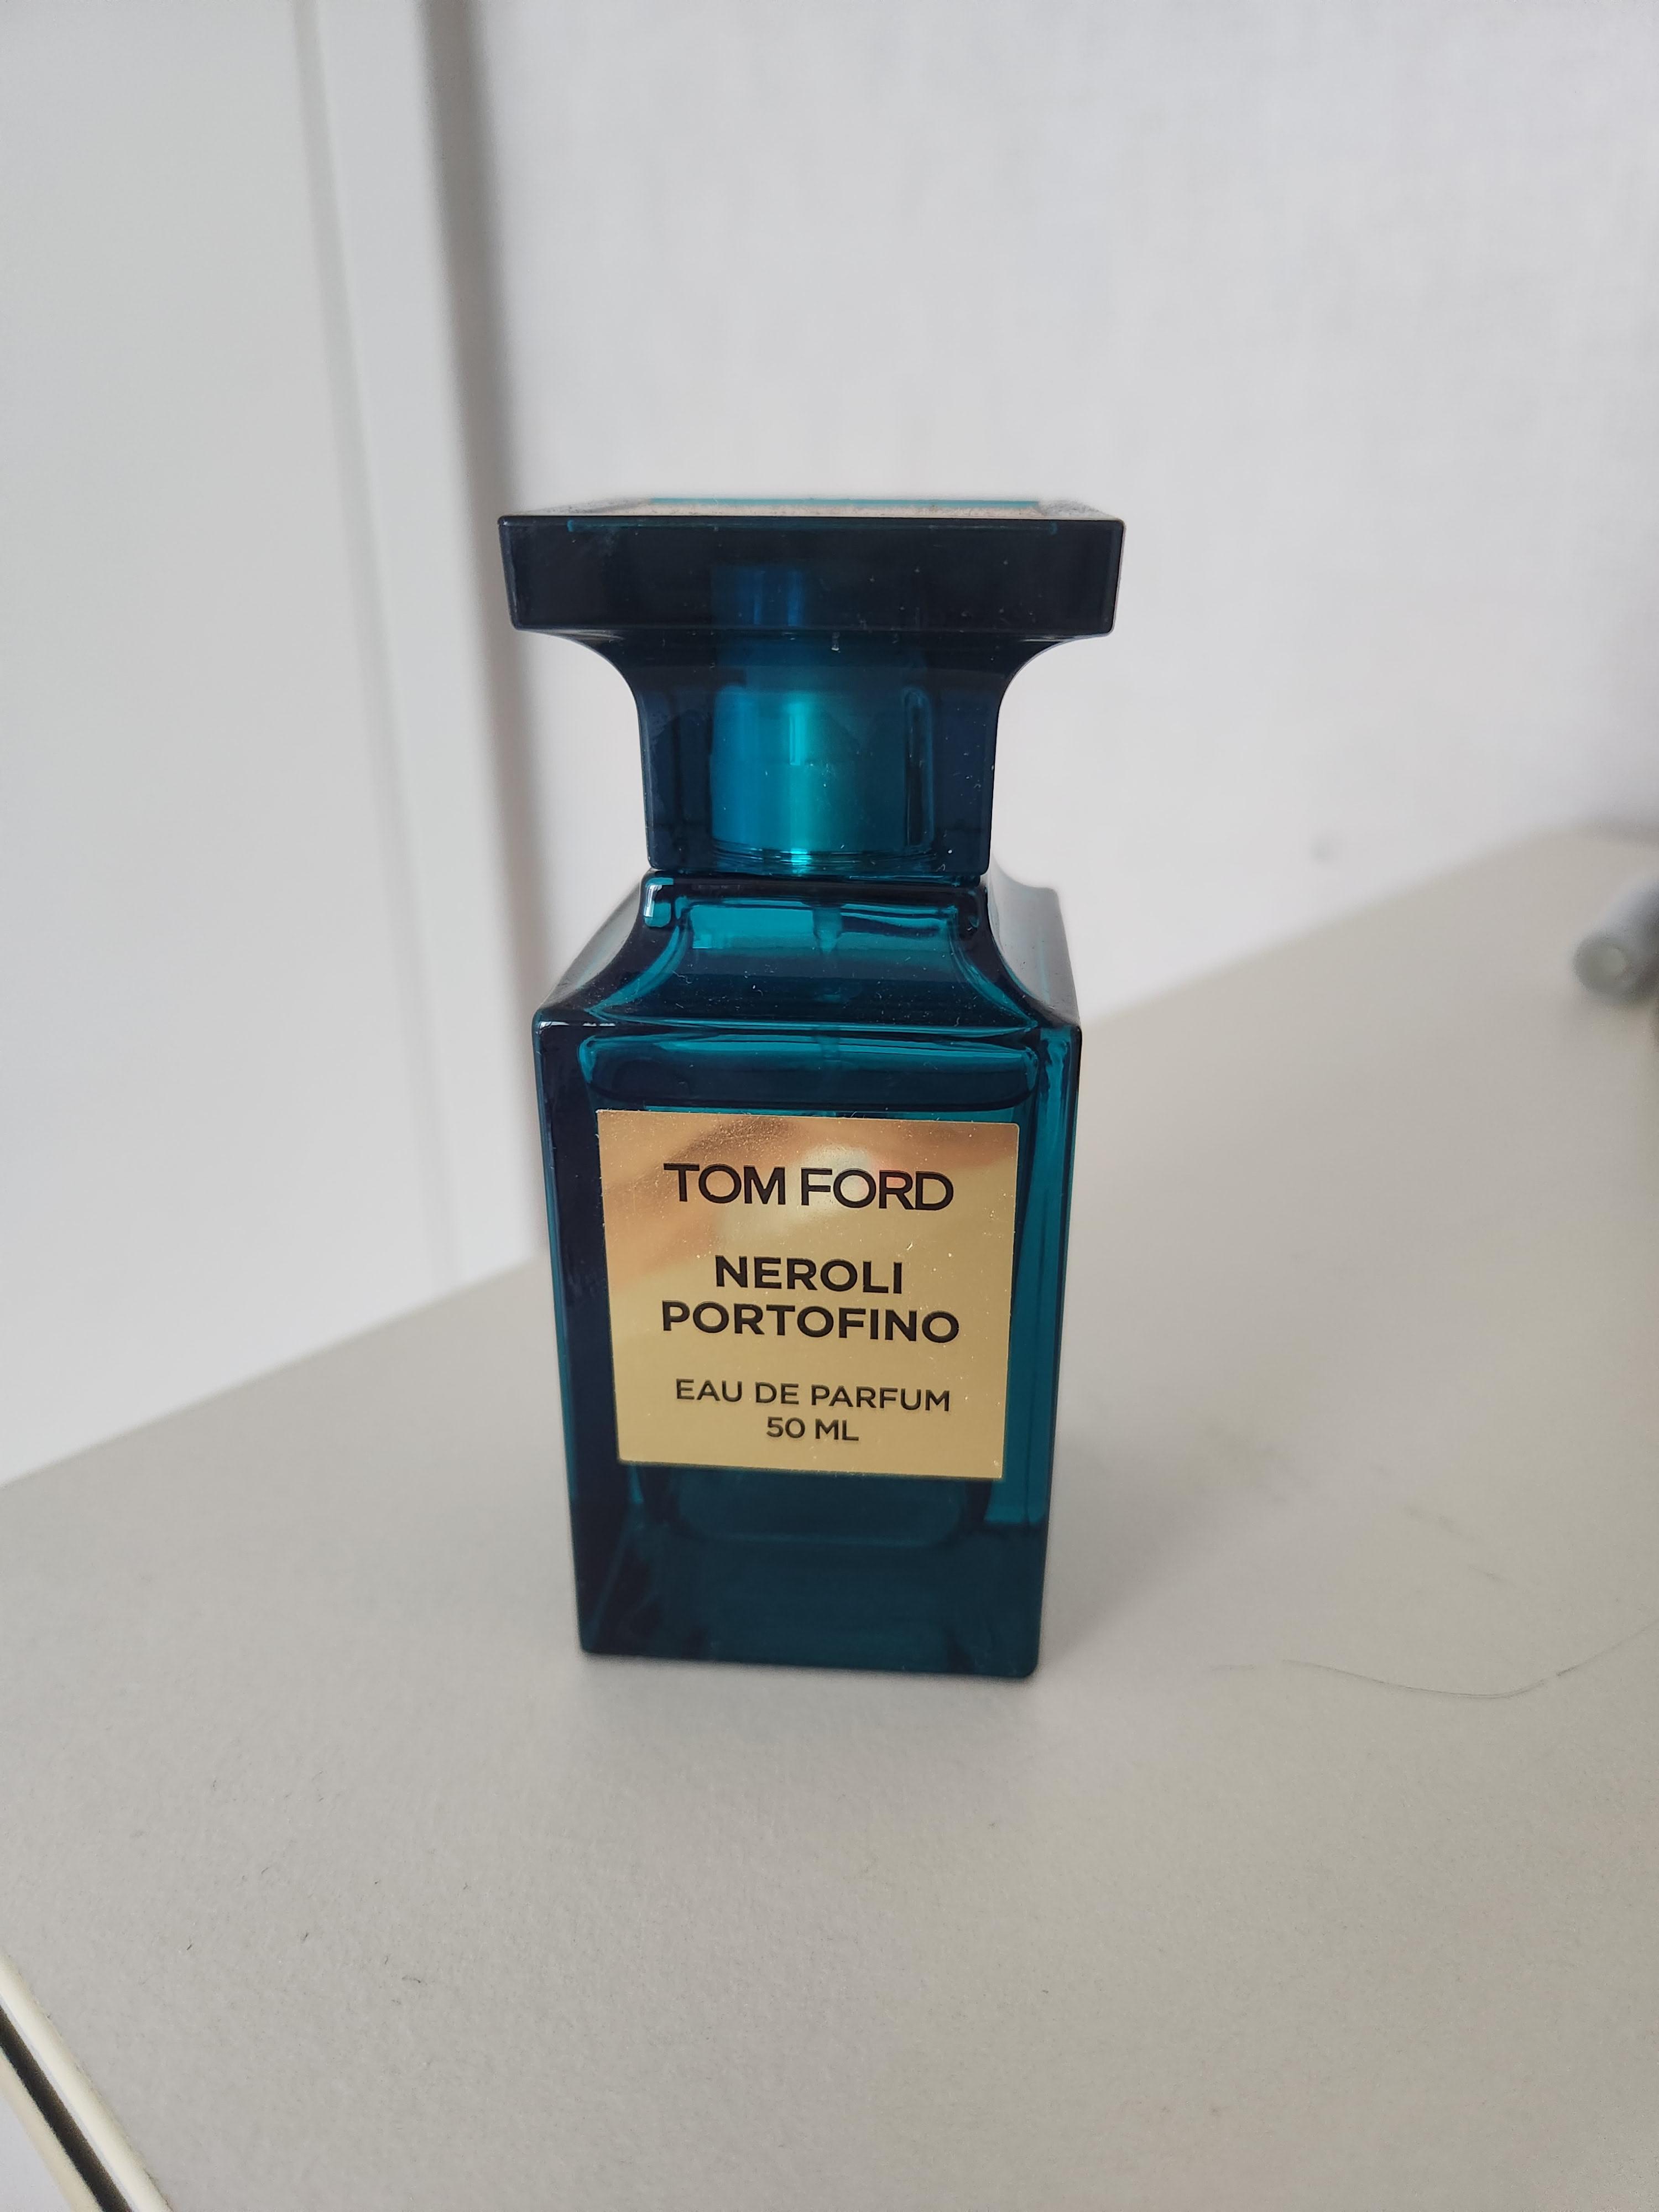 TOM FORD
NEROLI
PORTOFINO
EAU DE PARFUM
50 ML